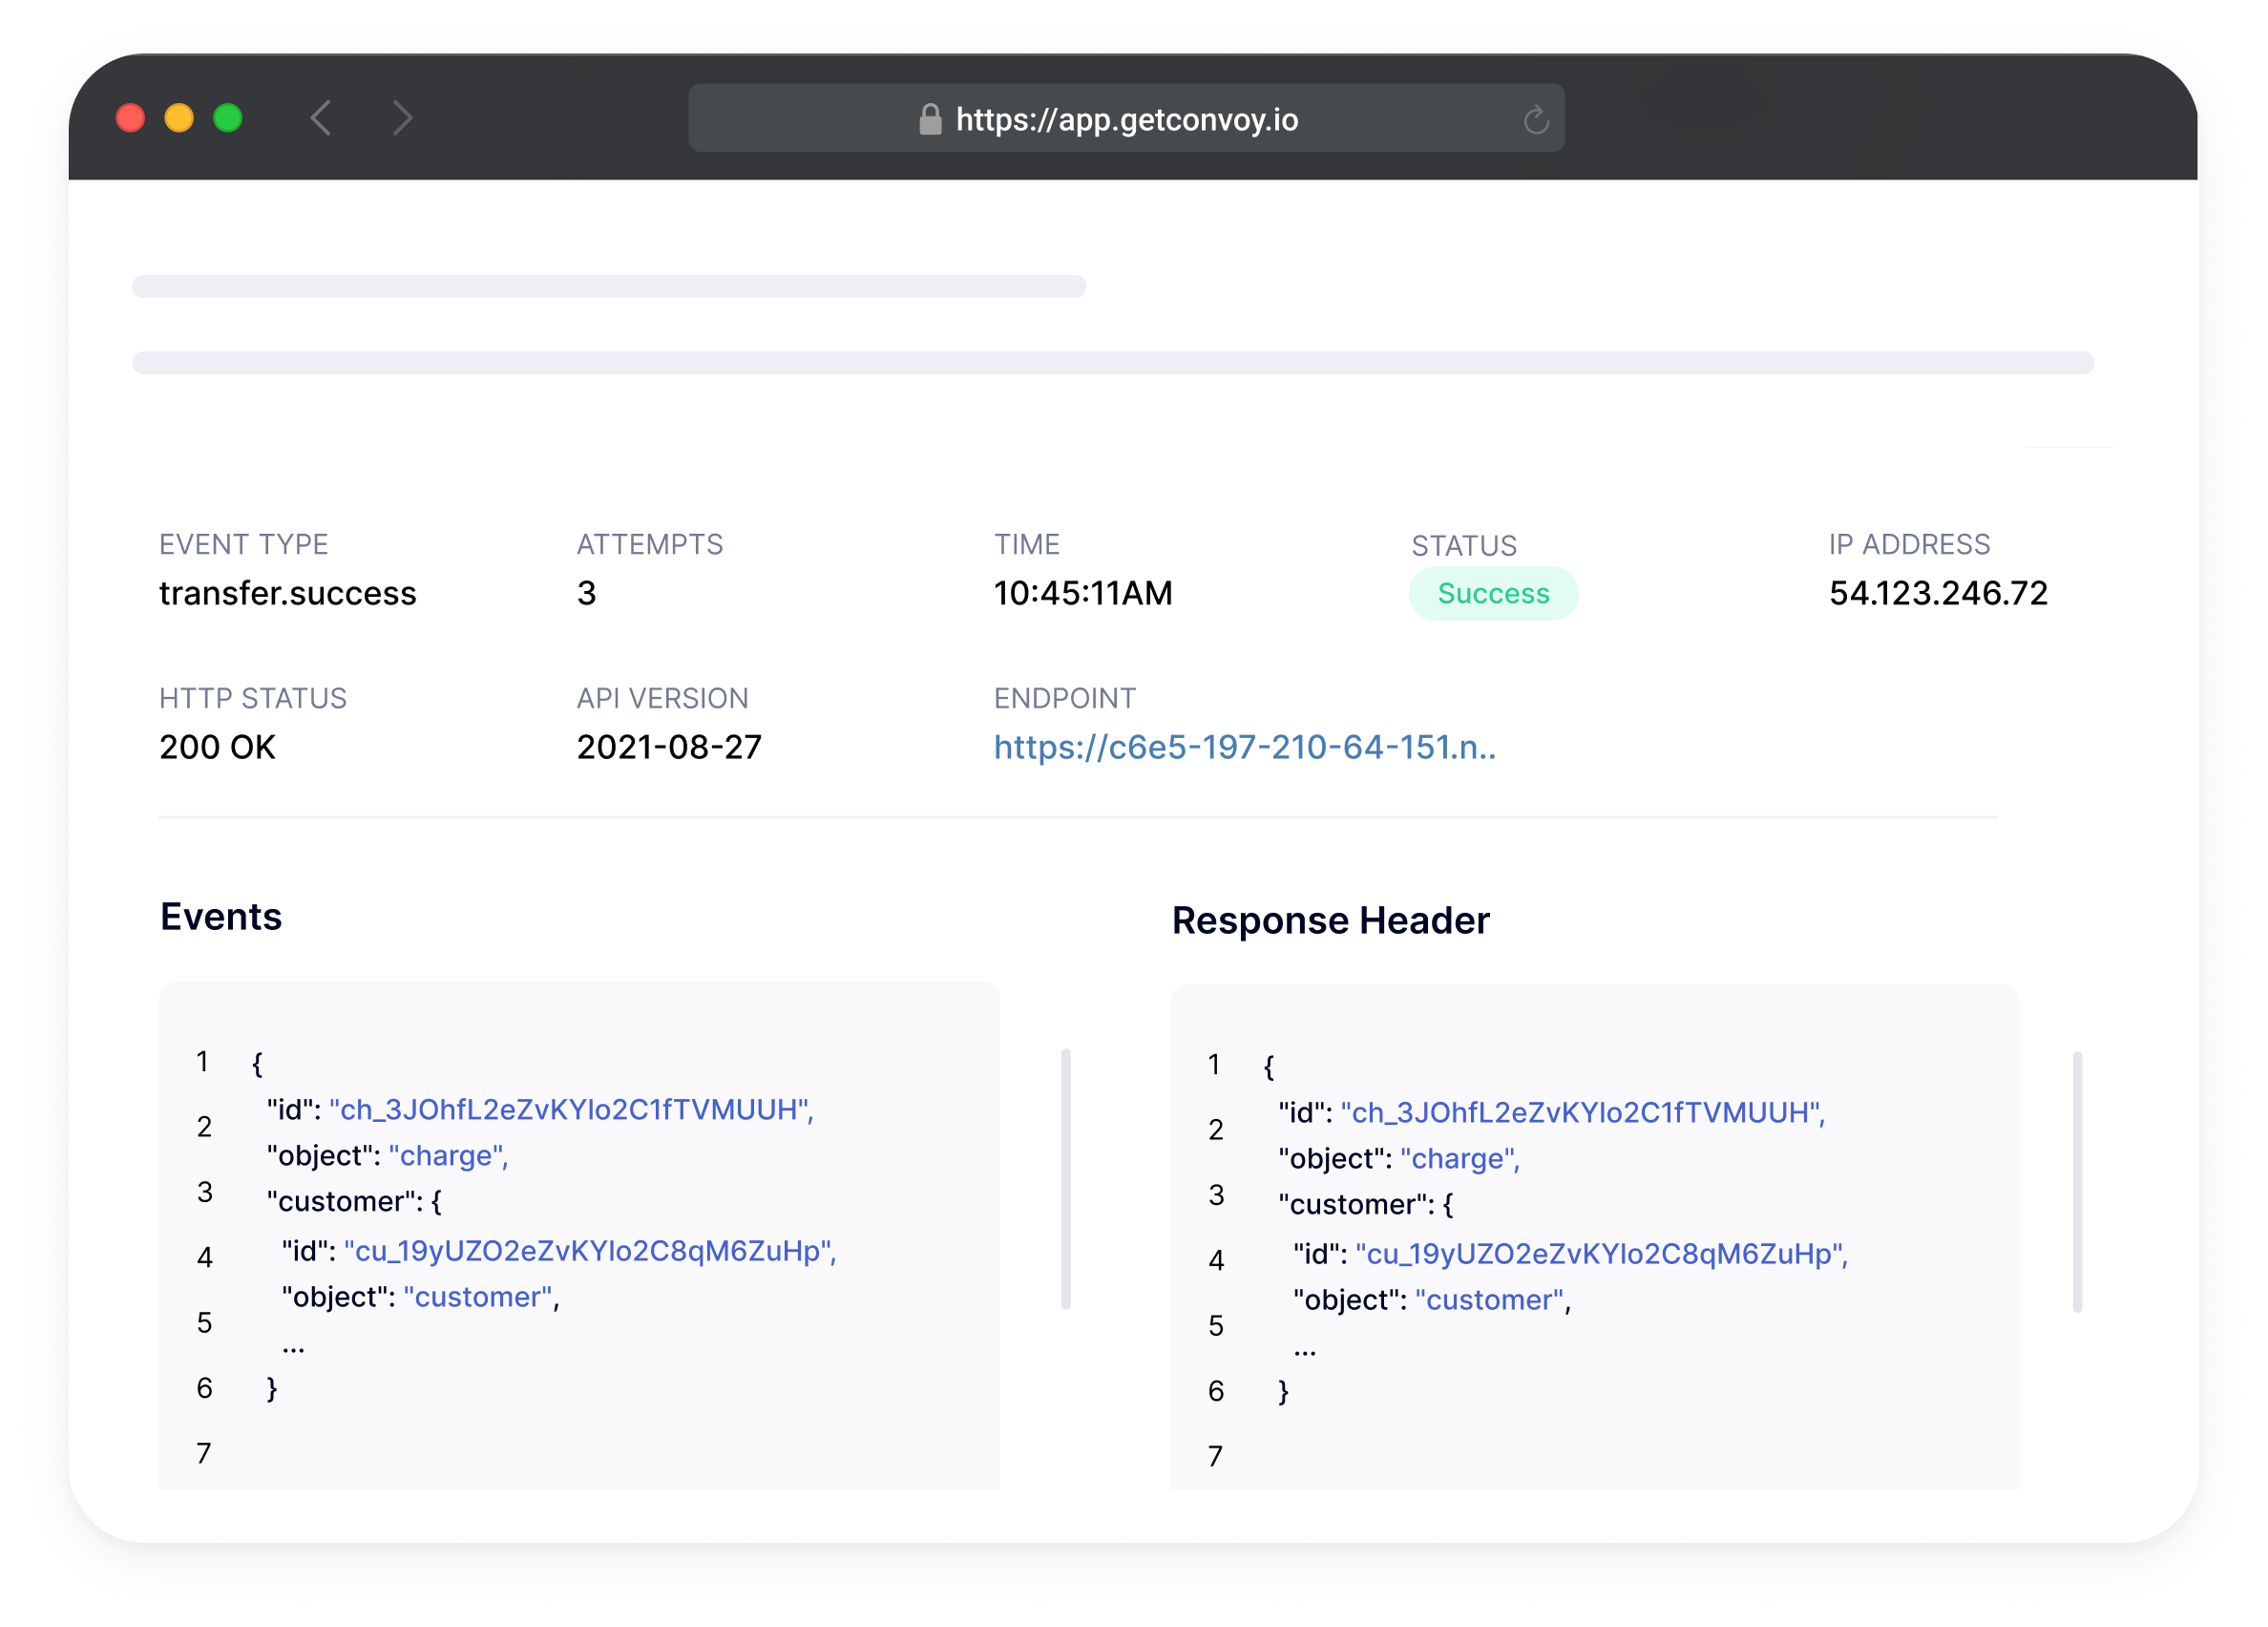 https://app.getconvoy.io
EVENT TYPE ATTEMPTS TIME STATUS IP ADDRESS
transfer.success 3 10:45:11AM Success 54.123.246.72
HTTP STATUS API VERSION ENDPOINT
200 OK 2021-08-27 https://c6e5-197-210-64-151.n..
Events
1 {
"id": "ch_3JOhfL2eZvKYlo2C1fTVMUUH",
2
"object": "charge",
3 "customer": {
4 "id": "cu_19yUZO2eZvKYlo2C8qM6ZuHp",
"object": "customer",
5
...
6 }
7
Response Header
1 {
"id": "ch_3JOhfL2eZvKYlo2C1fTVMUUH",
2
"object": "charge",
3 "customer": {
4 "id": "cu_19yUZO2eZvKYlo2C8qM6ZuHp",
"object": "customer",
5
...
6 }
7